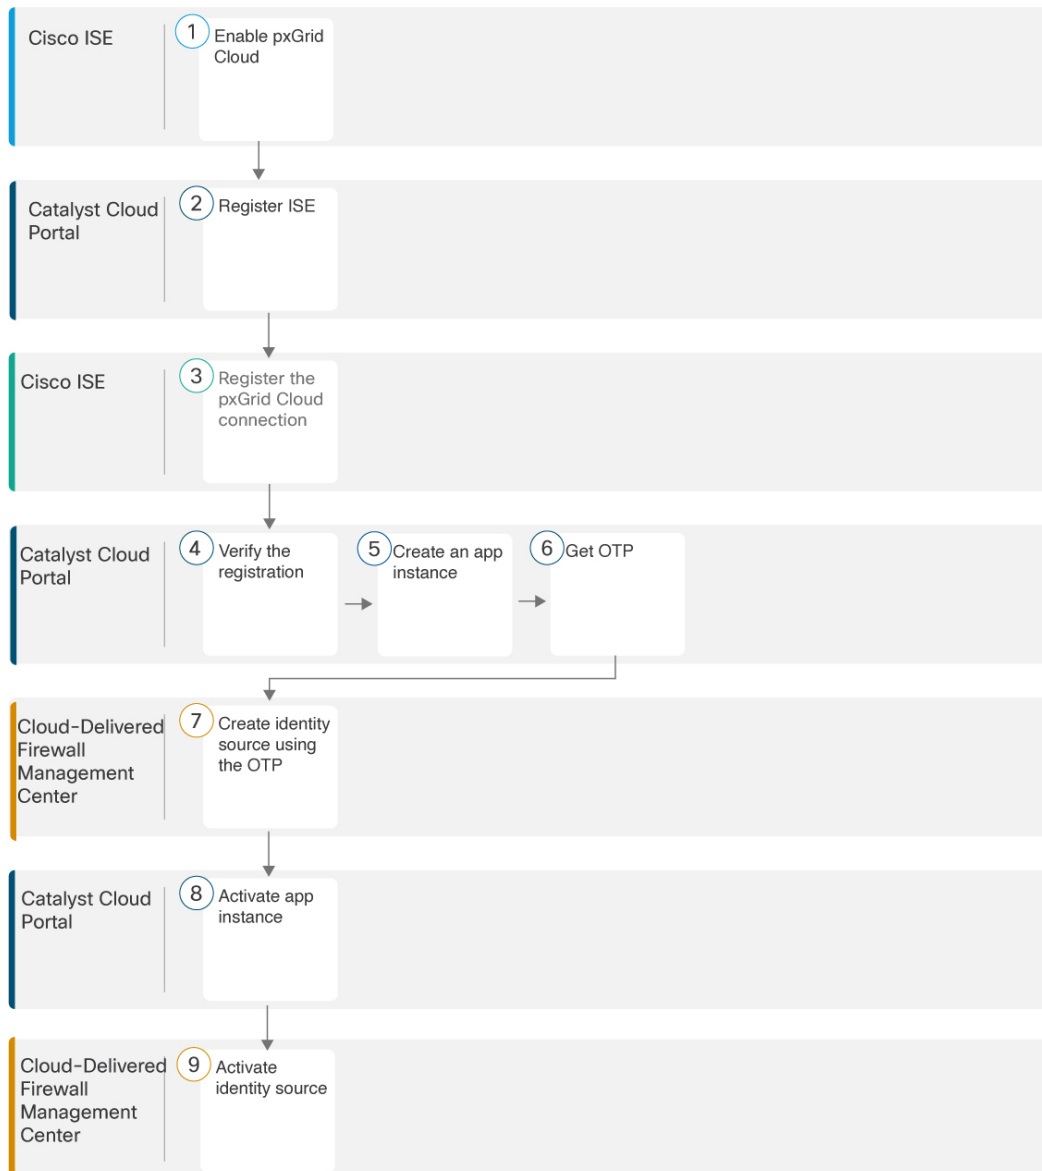 Cisco ISE
1
Enable pxGrid
Cloud
Catalyst Cloud
Portal
2
Register ISE
Cisco ISE
3
Register the
pxGrid Cloud
connection
Catalyst Cloud
Portal
4
Verify the
registration
5
Create an app
instance
6
Get OTP
Cloud-Delivered
Firewall
Management
Center
7
Create identity
source using
the OTP
Catalyst Cloud
Portal
8
Activate app
instance
Cloud-Delivered
Firewall
Management
Center
9
Activate
identity source